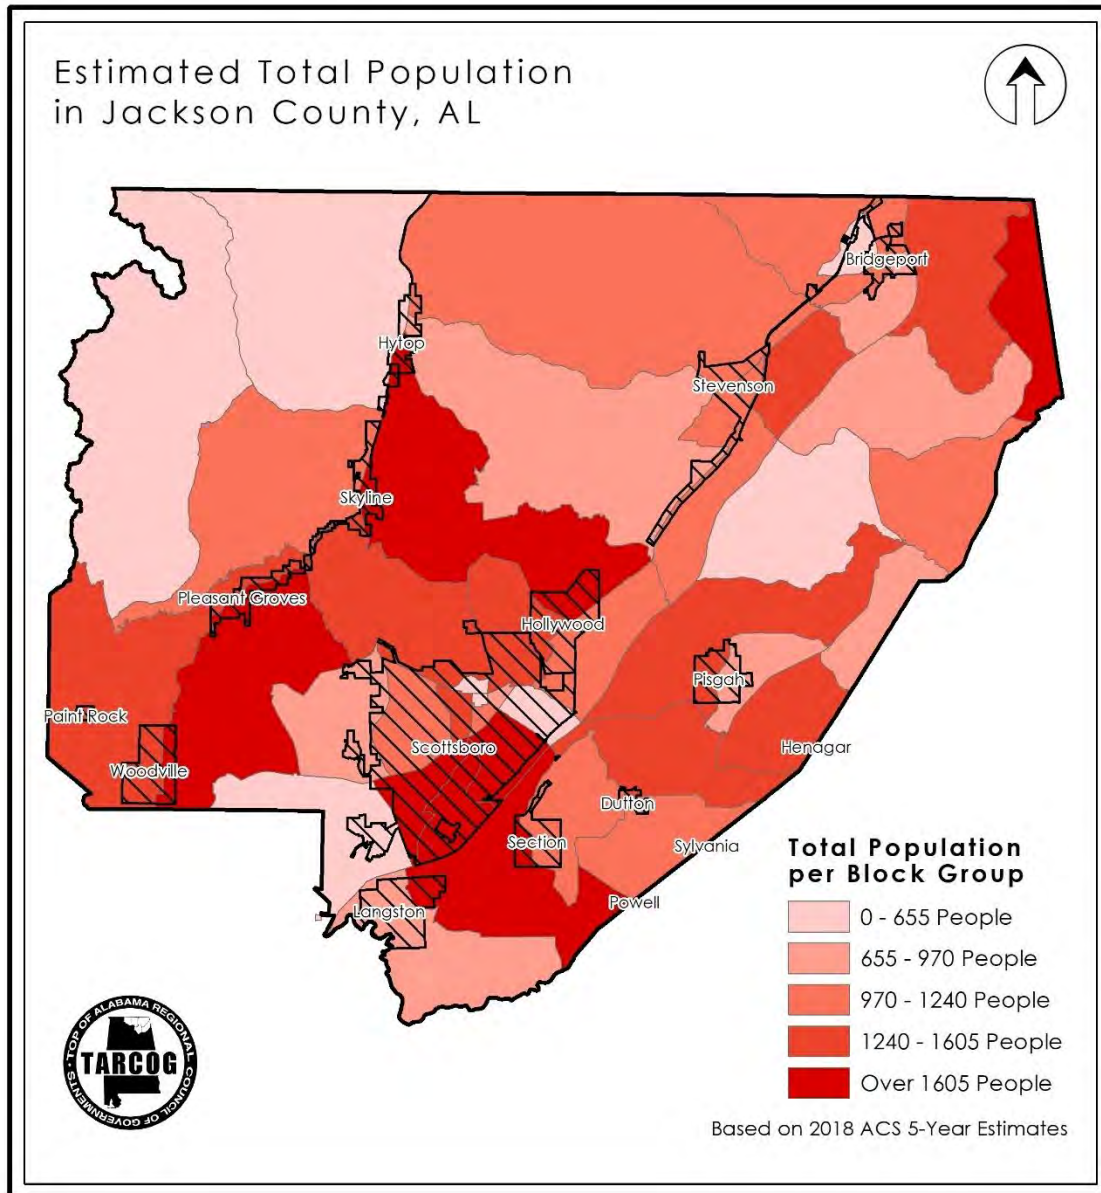 Estimated Total Population
in Jackson County, AL
Bridgeport
Hytop
Stevenson
Skyline
Pleasant Groves
Hollywood
Pisgah
Paint Rock
Scottsboro
Henagar
Woodville
Dutton
Section
Sylvania
Powell
Langston
Total Population
per Block Group
0 - 655 People
655 - 970 People
970 - 1240 People
1240 - 1605 People
Over 1605 People
Based on 2018 ACS 5-Year Estimates
TOP OF ALABAMA REGIONAL COUNCIL OF GOVERNMENTS
TARCOG